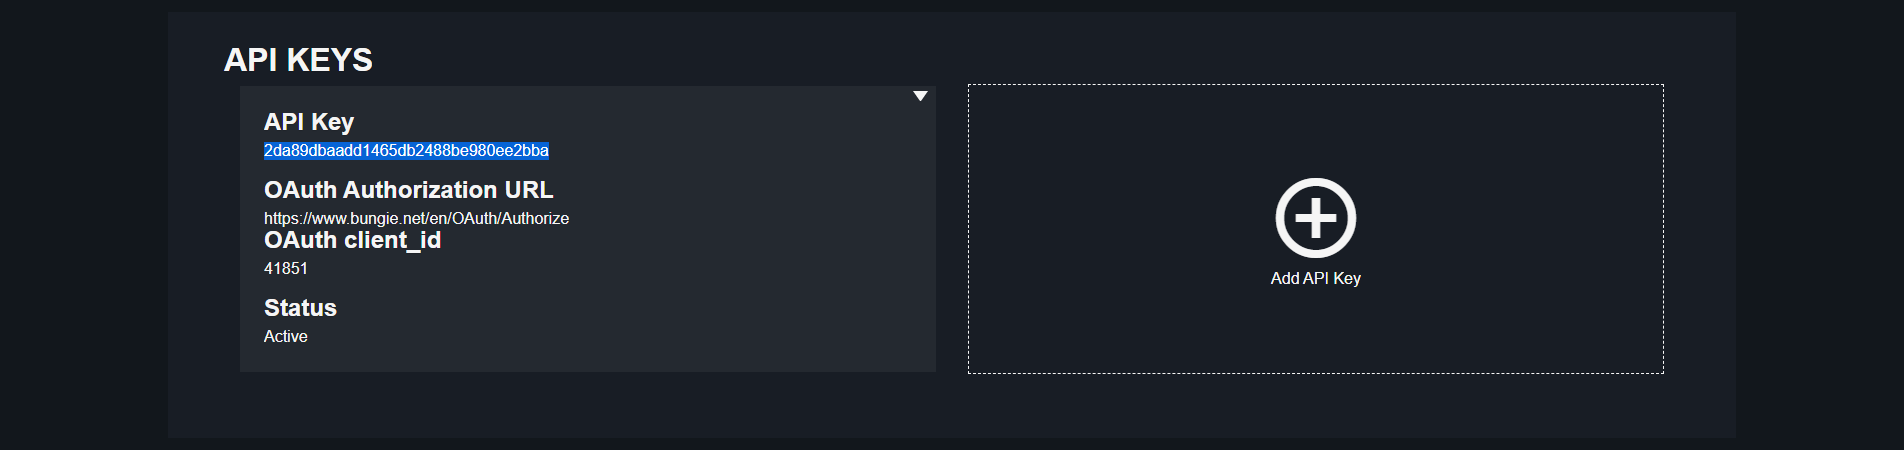 API KEYS
API Key
2da89dbaadd1465db2488be980ee2bba
OAuth Authorization URL
https://www.bungie.net/en/OAuth/Authorize
OAuth client_id
41851
Status
Active
Add API Key